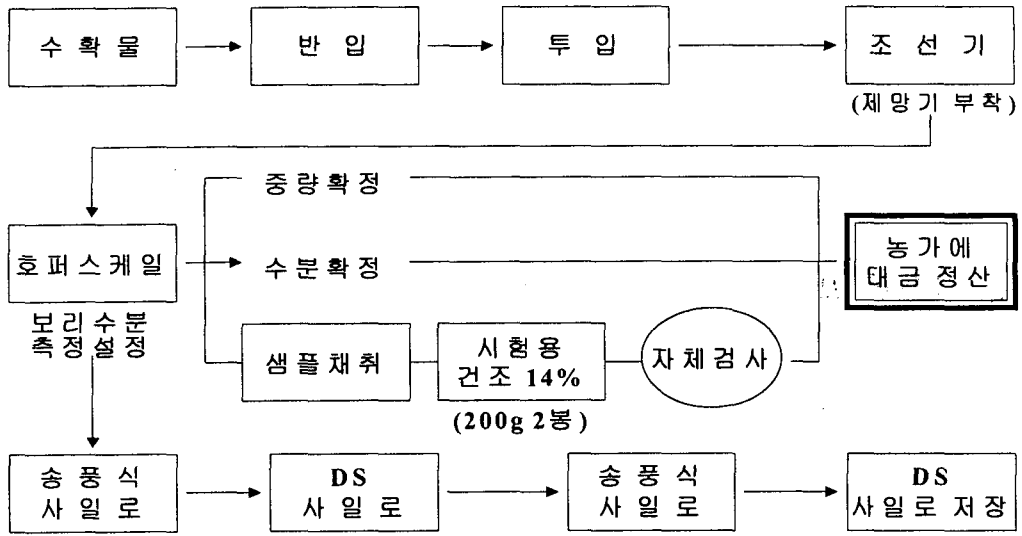 수확물
반입
투입
조선기
(제망기 부착)
중량확정
호퍼스케일
수분확정
농가에
대금 정산
보리수분
측정설정
샘플채취
시험용
건조 14%
자체검사
(200g 2봉)
송풍식
사일로
DS
사일로
송풍식
사일로
DS
사일로 저장